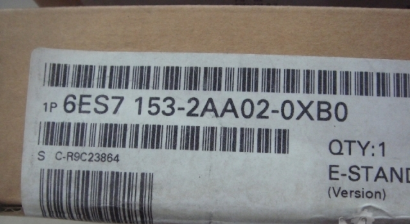 1P 6ES7 153-2AA02-0XB0
S C-R9C23864
QTY:1
E-STAND
(Version)